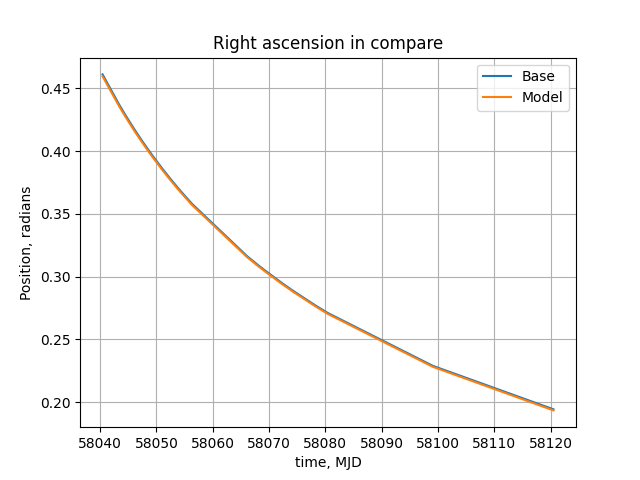 Right ascension in compare
Base
Model
Position, radians
0.45
0.40
0.35
0.30
0.25
0.20
58040 58050 58060 58070 58080 58090 58100 58110 58120
time, MJD